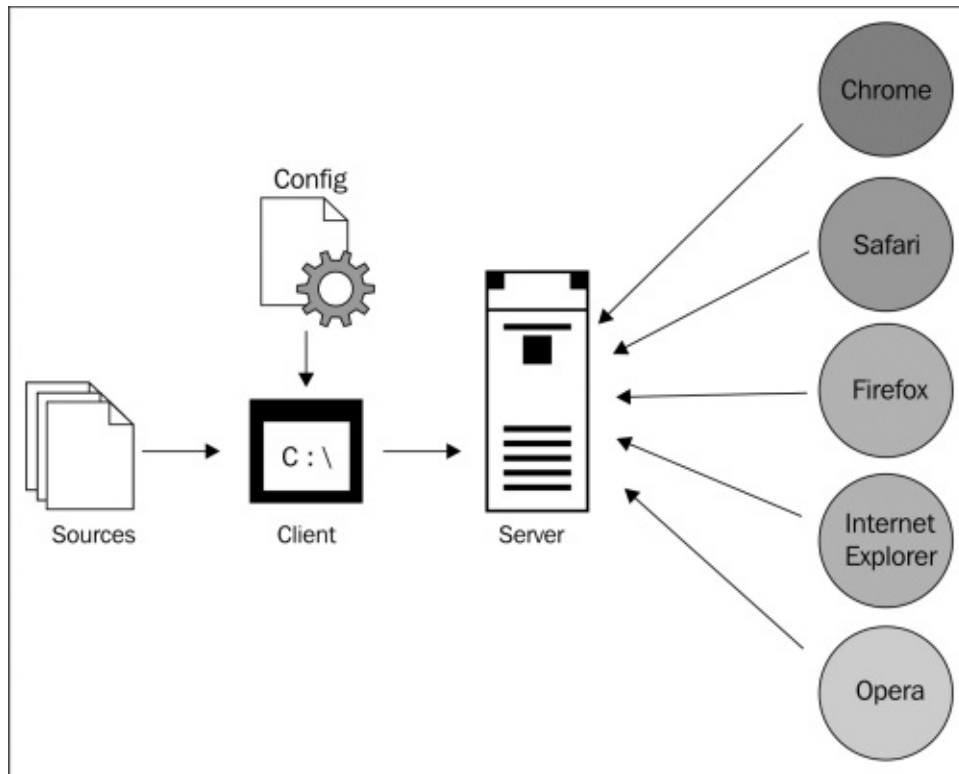 Chrome
Config
Safari
Firefox
C:\
Sources
Client
Server
Internet
Explorer
Opera